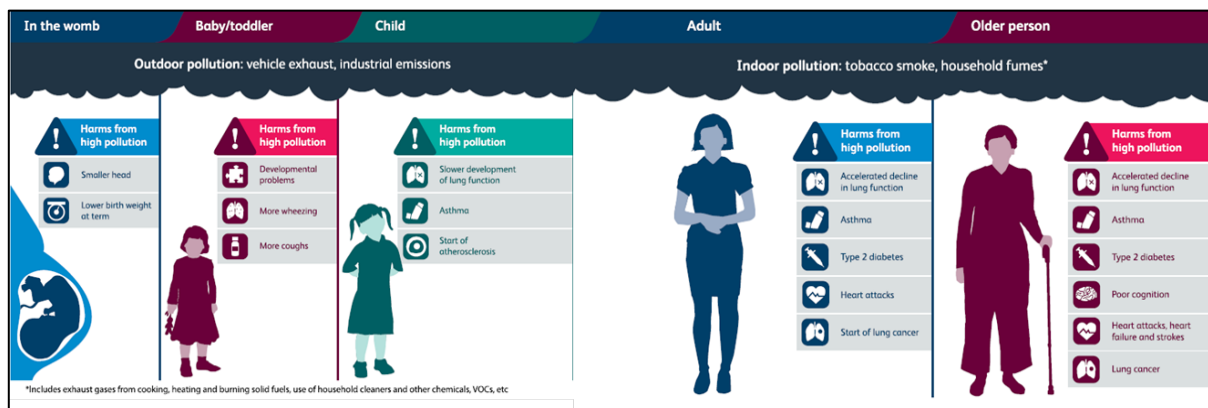 In the womb
Baby/toddler
Child
Adult
Older person
Outdoor pollution: vehicle exhaust, industrial emissions
Indoor pollution: tobacco smoke, household fumes*
Harms from
high pollution
Smaller head
Lower birth weight
at term
Harms from
high pollution
Developmental
problems
More wheezing
More coughs
Harms from
high pollution
Slower development
of lung function
Asthma
Start of
atherosclerosis
Harms from
high pollution
Accelerated decline
in lung function
Asthma
Type 2 diabetes
Heart attacks
Start of lung cancer
Harms from
high pollution
Accelerated decline
in lung function
Asthma
Type 2 diabetes
Poor cognition
Heart attacks, heart
failure and strokes
Lung cancer
*Includes exhaust gases from cooking, heating and burning solid fuels, use of household cleaners and other chemicals, VOCs, etc